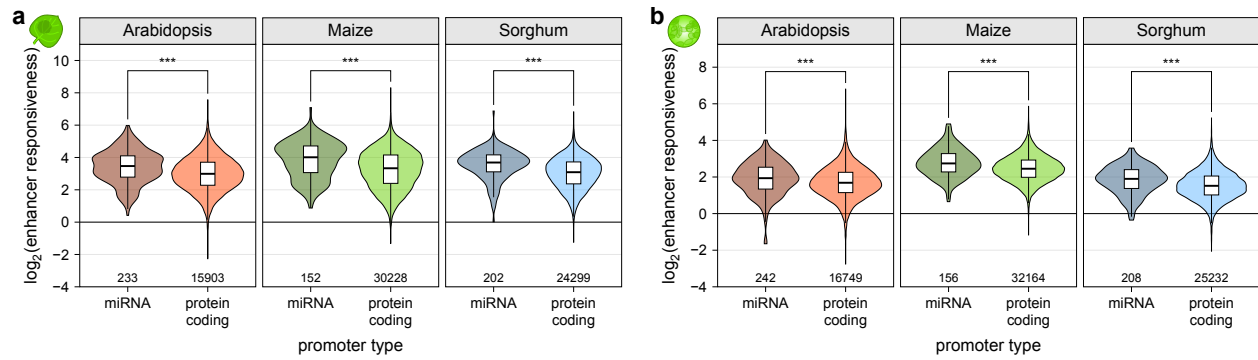 a
Arabidopsis
Maize
Sorghum
log2(enhancer responsiveness)
10
8
6
4
2
0
−2
−4
***
***
***
233
15903
152
30228
202
24299
miRNA
protein
coding
miRNA
protein
coding
miRNA
protein
coding
promoter type
b
Arabidopsis
Maize
Sorghum
log2(enhancer responsiveness)
8
6
4
2
0
−2
−4
***
***
***
242
16749
156
32164
208
25232
miRNA
protein
coding
miRNA
protein
coding
miRNA
protein
coding
promoter type